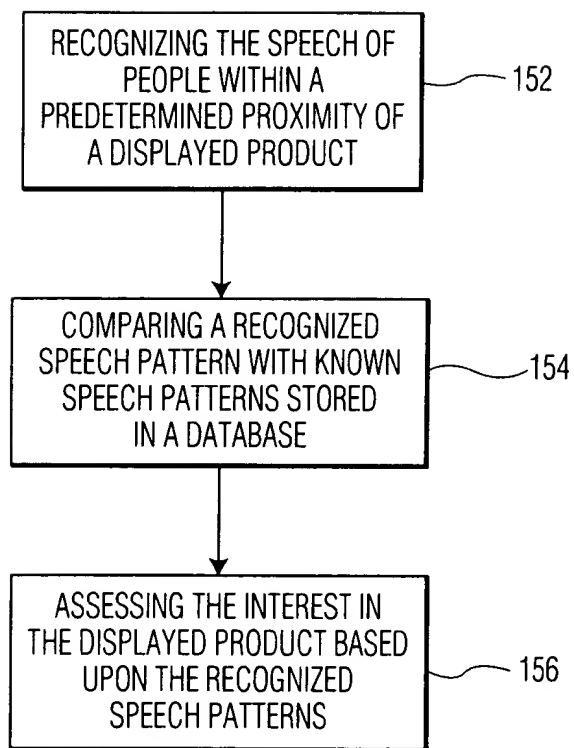 RECOGNIZING THE SPEECH OF
PEOPLE WITHIN A
PREDETERMINED PROXIMITY OF
A DISPLAYED PRODUCT
152
COMPARING A RECOGNIZED
SPEECH PATTERN WITH KNOWN
SPEECH PATTERNS STORED
IN A DATABASE
154
ASSESSING THE INTEREST IN
THE DISPLAYED PRODUCT BASED
UPON THE RECOGNIZED
SPEECH PATTERNS
156